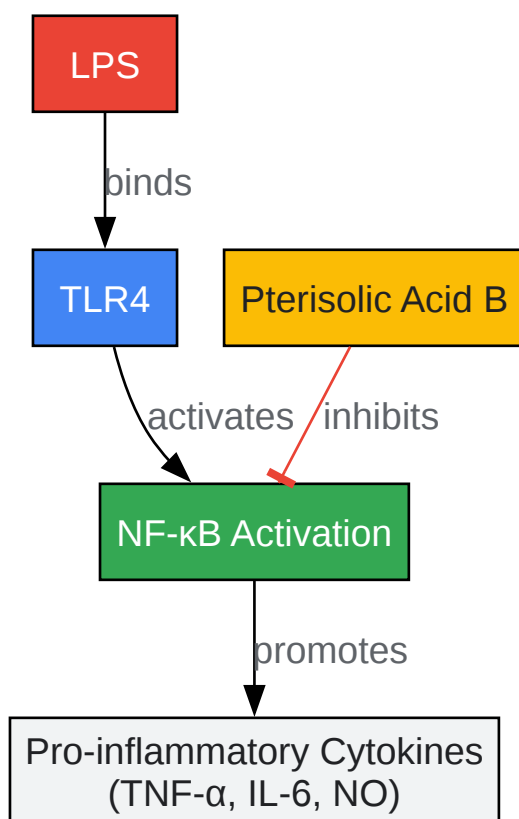 LPS
binds
TLR4
Pterisolic Acid B
activates
inhibits
NF-κB Activation
promotes
Pro-inflammatory Cytokines
(TNF-α, IL-6, NO)